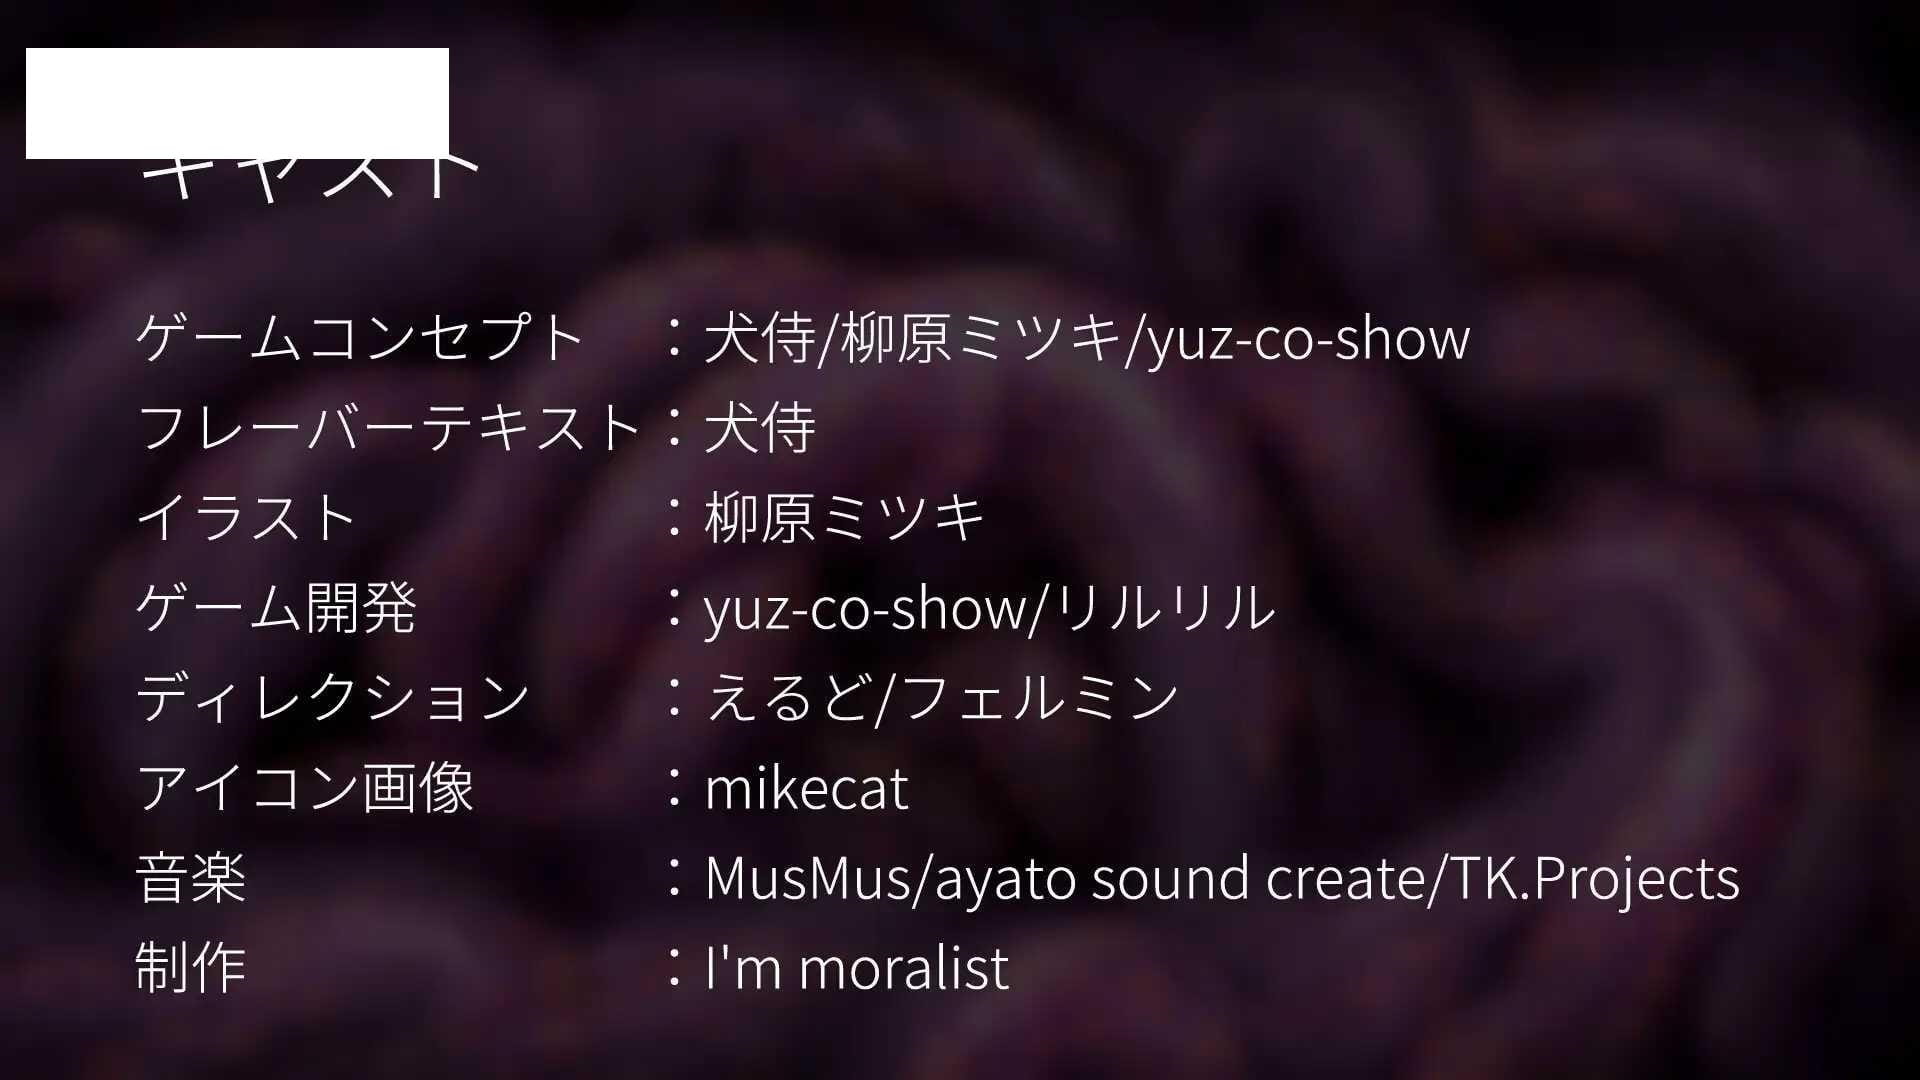 キャスト
ゲームコンセプト：犬侍/柳原ミツキ/yuz-co-show
フレーバーテキスト：犬侍
イラスト：柳原ミツキ
ゲーム開発：yuz-co-show/リルリル
ディレクション：えるど/フェルミン
アイコン画像：mikecat
音楽：MusMus/ayato sound create/TK.Projects
制作：I'm moralist